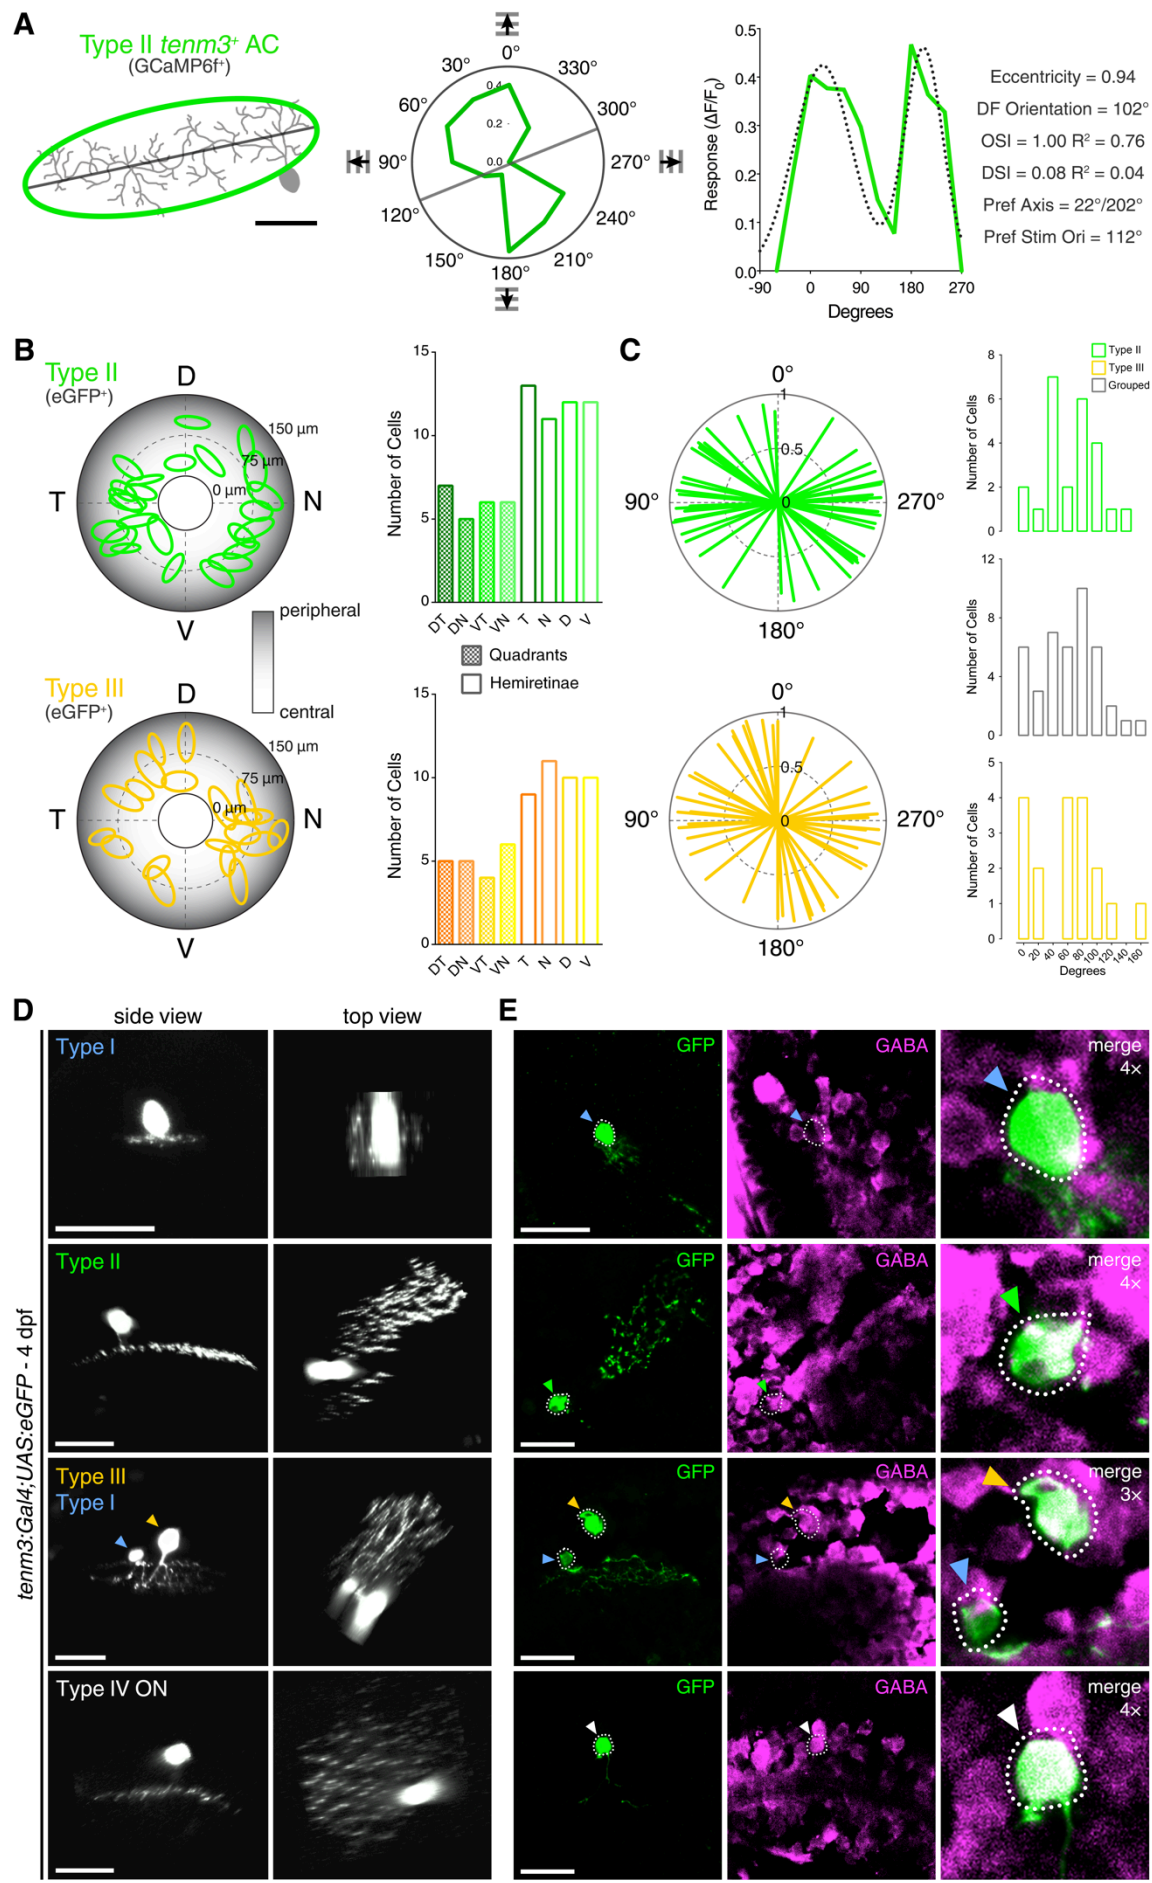 A
Type II tenm3+ AC
(GCaMP6f+)
0°
30°
330°
60°
300°
90°
270°
120°
240°
150°
210°
180°
0.4
0.2
0.0
Response (ΔF/F0)
0.5
0.4
0.3
0.2
0.1
0.0
-90
0
90
180
270
Degrees
Eccentricity = 0.94
DF Orientation = 102°
OSI = 1.00 R2 = 0.76
DSI = 0.08 R2 = 0.04
Pref Axis = 22°/202°
Pref Stim Ori = 112°
B
Type II
(eGFP+)
D
T
N
V
150 µm
75 µm
0 µm
peripheral
central
Number of Cells
15
10
5
0
DT
DN
VT
VN
T
N
D
V
Quadrants
Hemiretinae
Type III
(eGFP+)
D
T
N
V
150 µm
75 µm
0 µm
Number of Cells
15
10
5
0
DT
DN
VT
VN
T
N
D
V
C
0°
1
0.5
0
90°
270°
180°
0°
1
0.5
0
90°
270°
180°
Type II
Type III
Grouped
Number of Cells
8
6
4
2
0
Number of Cells
12
8
4
0
Number of Cells
5
4
3
2
1
0
0
20
40
60
80
100
120
140
160
Degrees
D
side view
top view
tenm3:Gal4;UAS:eGFP - 4 dpf
Type I
Type II
Type III
Type I
Type IV ON
E
GFP
GABA
merge
4×
GFP
GABA
merge
4×
GFP
GABA
merge
3×
GFP
GABA
merge
4×